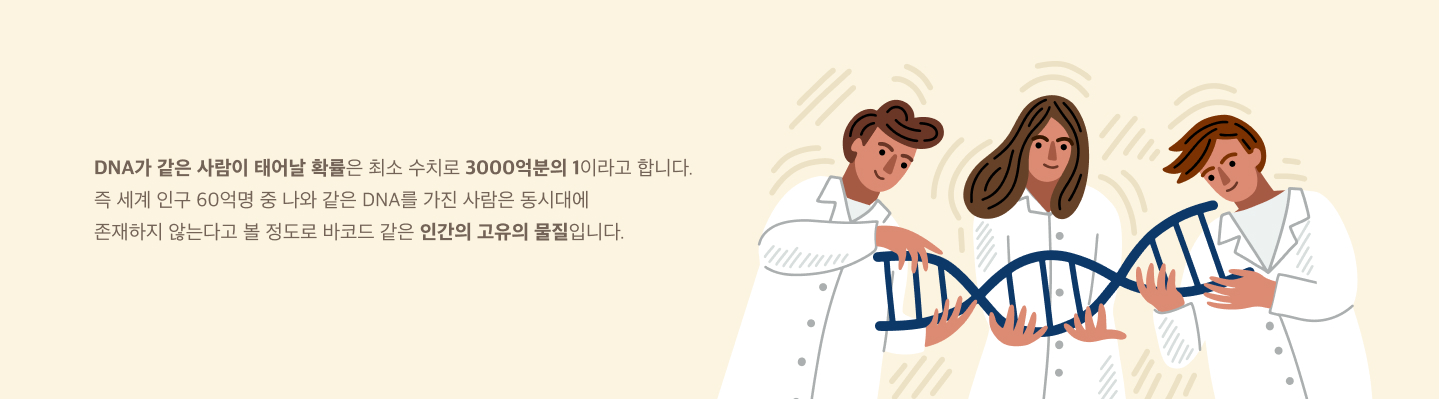 DNA가 같은 사람이 태어날 확률은 최소 수치로 3000억분의 1이라고 합니다.
즉 세계 인구 60억명 중 나와 같은 DNA를 가진 사람은 동시대에
존재하지 않는다고 볼 정도로 바코드 같은 인간의 고유의 물질입니다.